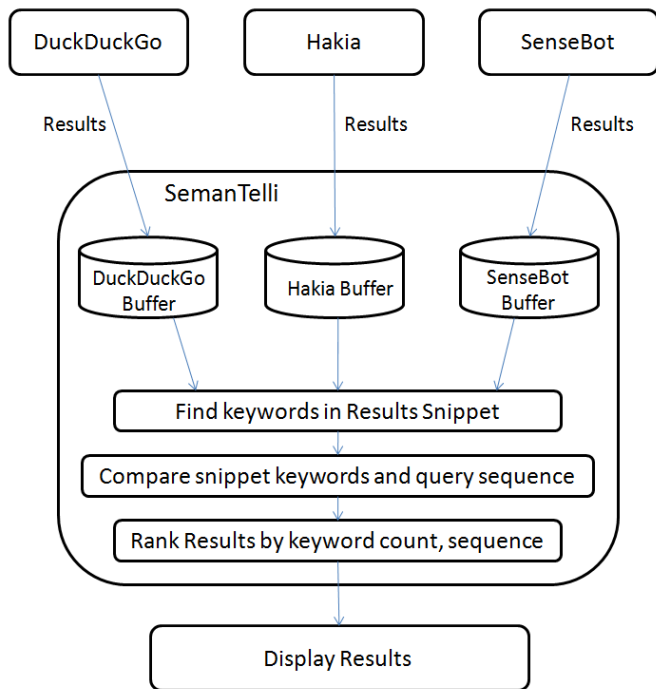 DuckDuckGo
Hakia
SenseBot
Results
Results
Results
SemanTelli
DuckDuckGo
Buffer
Hakia Buffer
SenseBot
Buffer
Find keywords in Results Snippet
Compare snippet keywords and query sequence
Rank Results by keyword count, sequence
Display Results